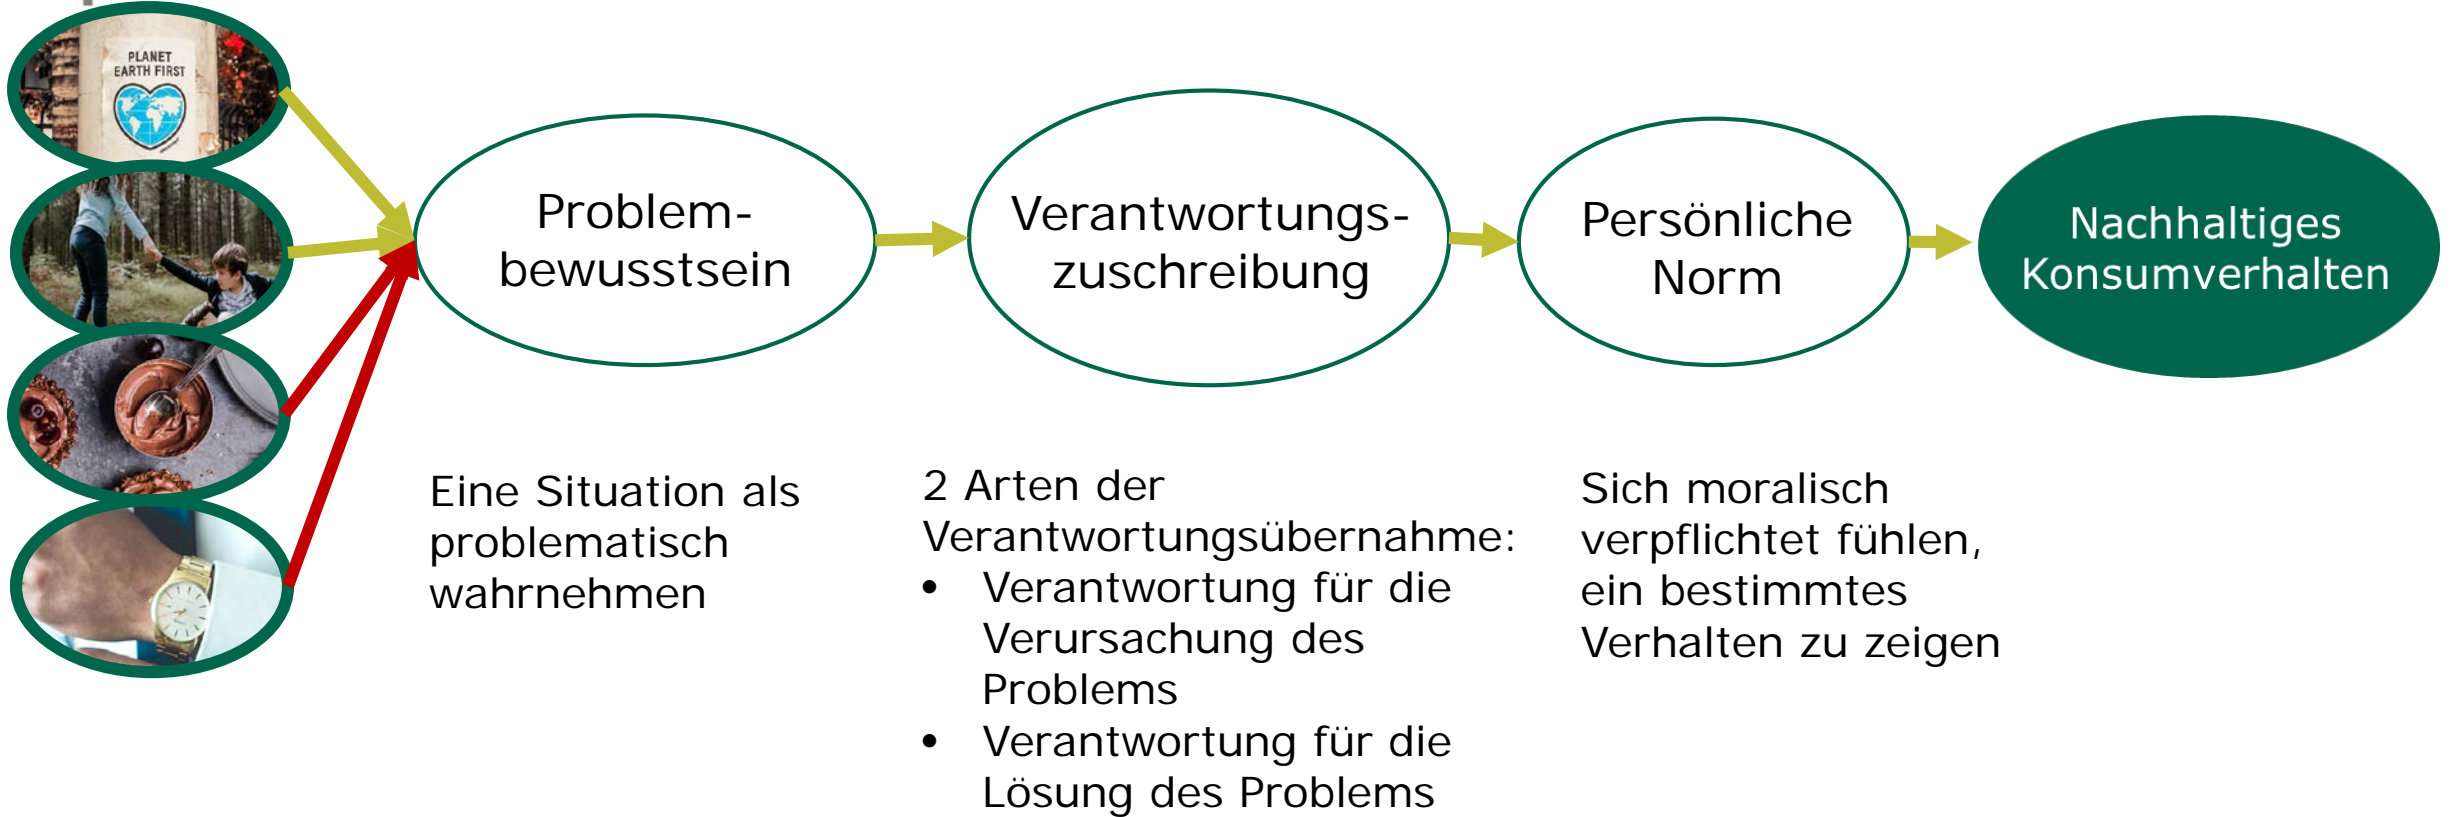 PLANET
EARTH FIRST
Problem-
bewusstsein
Verantwortungs-
zuschreibung
Persönliche
Norm
Nachhaltiges
Konsumverhalten
Eine Situation als
problematisch
wahrnehmen
2 Arten der
Verantwortungsübernahme:
• Verantwortung für die
Verursachung des
Problems
• Verantwortung für die
Lösung des Problems
Sich moralisch
verpflichtet fühlen,
ein bestimmtes
Verhalten zu zeigen